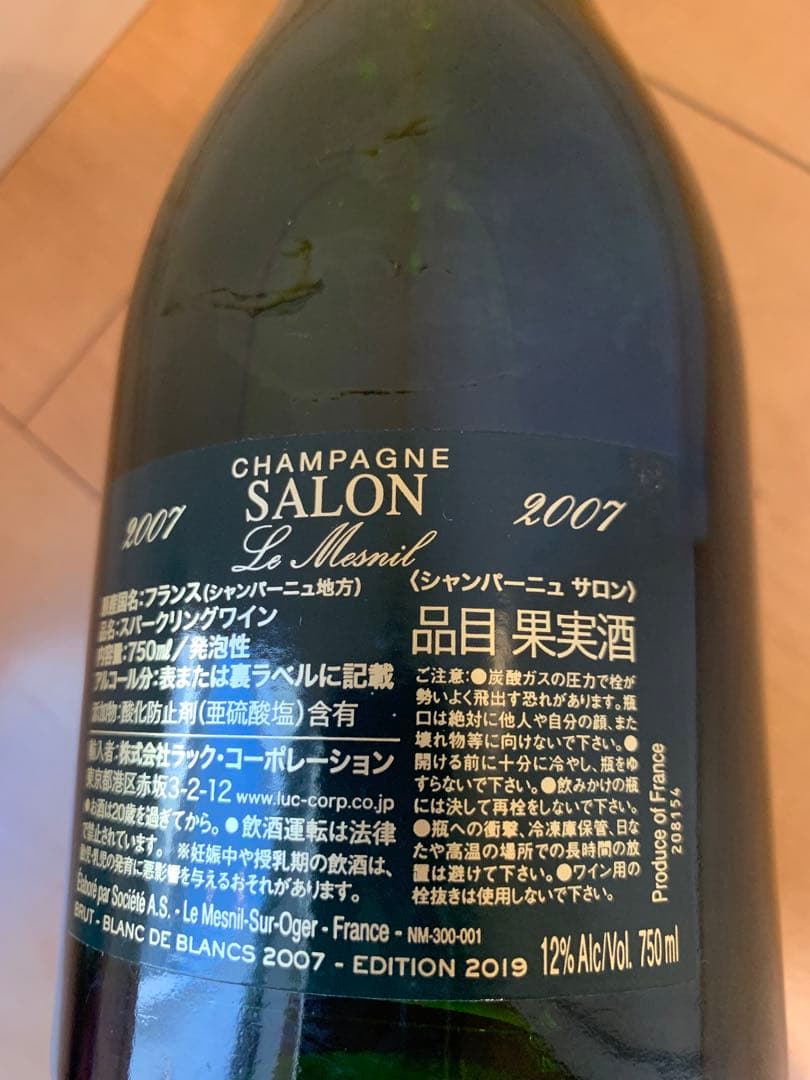 CHAMPAGNE
SALON
2007
2007
Le Mesnil
原産国名:フランス(シャンパーニュ地方)
品名:スパークリングワイン
内容量:750ml/発泡性
アルコール分:表または裏ラベルに記載
添加物:酸化防止剤(亜硫酸塩)含有
輸入者:株式会社ラック・コーポレーション
東京都港区赤坂3-2-12 www.luc-corp.co.jp
●お酒は20歳を過ぎてから。●飲酒運転は法律
で禁止されています。 ※妊娠中や授乳期の飲酒は、
胎児・乳児の発育に悪影響を与えるおそれがあります。
〈シャンパーニュ サロン〉
品目 果実酒
ご注意:●炭酸ガスの圧力で栓が
勢いよく飛出す恐れがあります。瓶
口は絶対に他人や自分の顔、また
壊れ物等に向けないで下さい。●
開ける前に十分に冷やし、瓶をゆ
すらないで下さい。●飲みかけの瓶
には決して再栓をしないで下さい。
●瓶への衝撃、冷凍庫保管、日な
たや高温の場所での長時間の放
置は避けて下さい。●ワイン用の
栓抜きは使用しないで下さい。
Produce of France
208154
Élaboré par Société A.S. - Le Mesnil-Sur-Oger - France - NM-300-001
BRUT - BLANC DE BLANCS 2007 - EDITION 2019
12% Alc/Vol. 750 ml